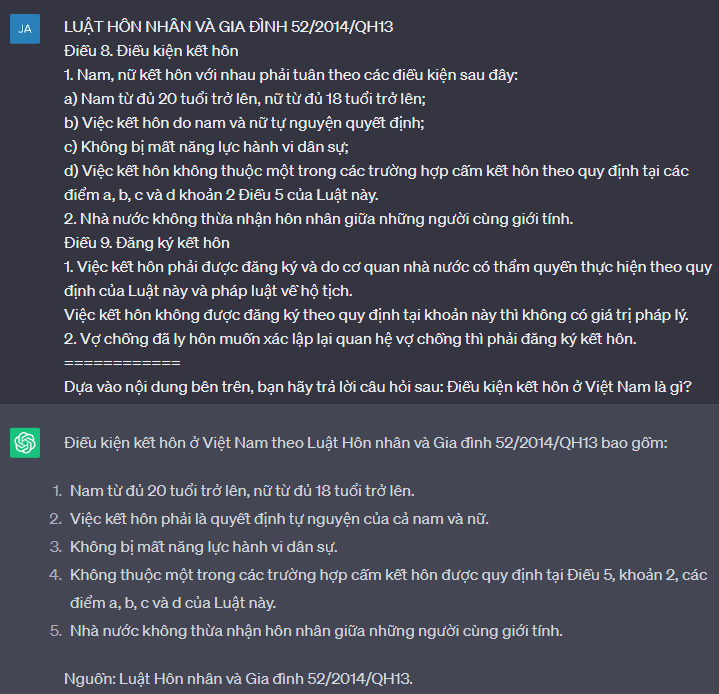 JA
LUẬT HÔN NHÂN VÀ GIA ĐÌNH 52/2014/QH13
Điều 8. Điều kiện kết hôn
1. Nam, nữ kết hôn với nhau phải tuân theo các điều kiện sau đây:
a) Nam từ đủ 20 tuổi trở lên, nữ từ đủ 18 tuổi trở lên;
b) Việc kết hôn do nam và nữ tự nguyện quyết định;
c) Không bị mất năng lực hành vi dân sự;
d) Việc kết hôn không thuộc một trong các trường hợp cấm kết hôn theo quy định tại các
điểm a, b, c và d khoản 2 Điều 5 của Luật này.
2. Nhà nước không thừa nhận hôn nhân giữa những người cùng giới tính.
Điều 9. Đăng ký kết hôn
1. Việc kết hôn phải được đăng ký và do cơ quan nhà nước có thẩm quyền thực hiện theo quy
định của Luật này và pháp luật về hộ tịch.
Việc kết hôn không được đăng ký theo quy định tại khoản này thì không có giá trị pháp lý.
2. Vợ chồng đã ly hôn muốn xác lập lại quan hệ vợ chồng thì phải đăng ký kết hôn.
============
Dựa vào nội dung bên trên, bạn hãy trả lời câu hỏi sau: Điều kiện kết hôn ở Việt Nam là gì?
Điều kiện kết hôn ở Việt Nam theo Luật Hôn nhân và Gia đình 52/2014/QH13 bao gồm:
1. Nam từ đủ 20 tuổi trở lên, nữ từ đủ 18 tuổi trở lên.
2. Việc kết hôn phải là quyết định tự nguyện của cả nam và nữ.
3. Không bị mất năng lực hành vi dân sự.
4. Không thuộc một trong các trường hợp cấm kết hôn được quy định tại Điều 5, khoản 2, các
điểm a, b, c và d của Luật này.
5. Nhà nước không thừa nhận hôn nhân giữa những người cùng giới tính.
Nguồn: Luật Hôn nhân và Gia đình 52/2014/QH13.